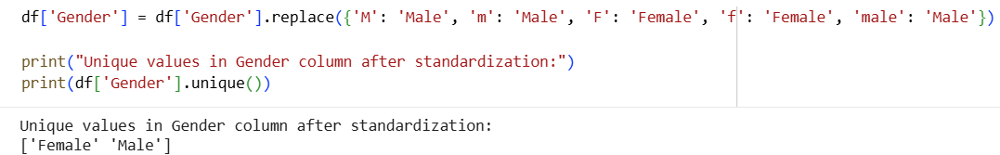 df['Gender'] = df['Gender'].replace({'M': 'Male', 'm': 'Male', 'F': 'Female', 'f': 'Female', 'male': 'Male'})
print("Unique values in Gender column after standardization:")
print(df['Gender'].unique())
Unique values in Gender column after standardization:
['Female' 'Male']